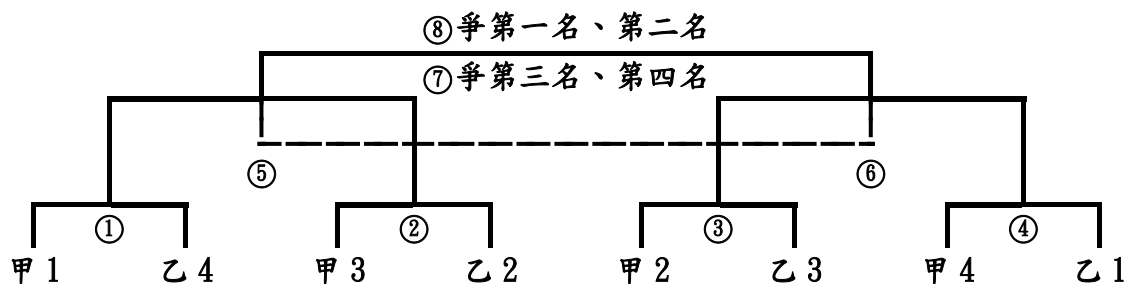 ⑧爭第一名、第二名
⑦爭第三名、第四名
⑤ ⑥
① ② ③ ④
甲1 乙4 甲3 乙2 甲2 乙3 甲4 乙1